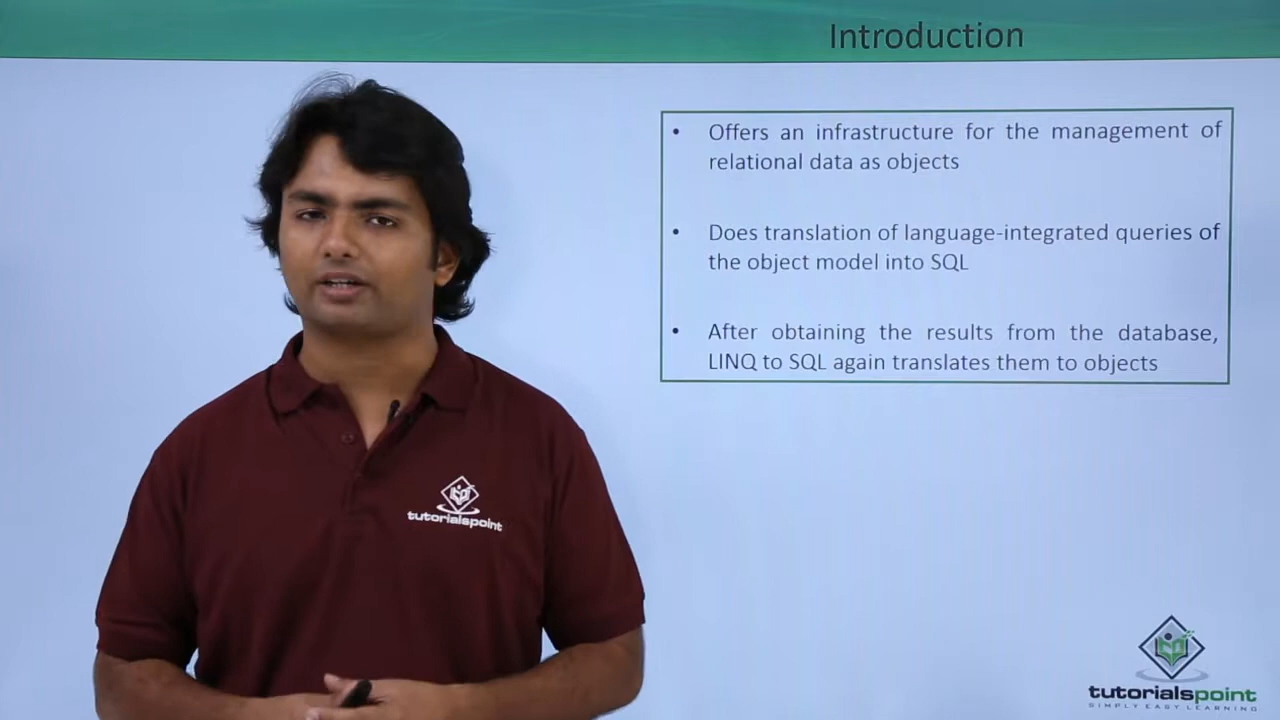 Introduction
• Offers an infrastructure for the management of
relational data as objects
• Does translation of language-integrated queries of
the object model into SQL
• After obtaining the results from the database,
LINQ to SQL again translates them to objects
tutorialspoint
tutorialspoint
SIMPLY EASY LEARNING